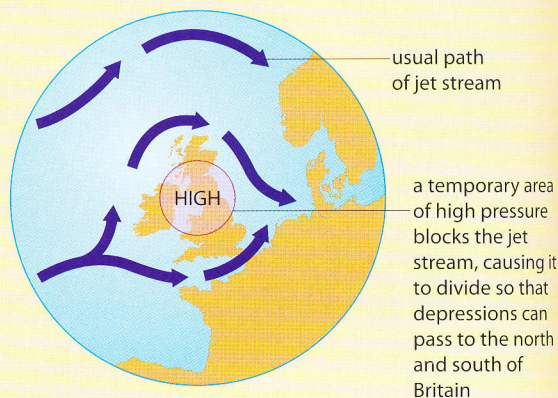 usual path
of jet stream
HIGH
a temporary area
of high pressure
blocks the jet
stream, causing it
to divide so that
depressions can
pass to the north
and south of
Britain